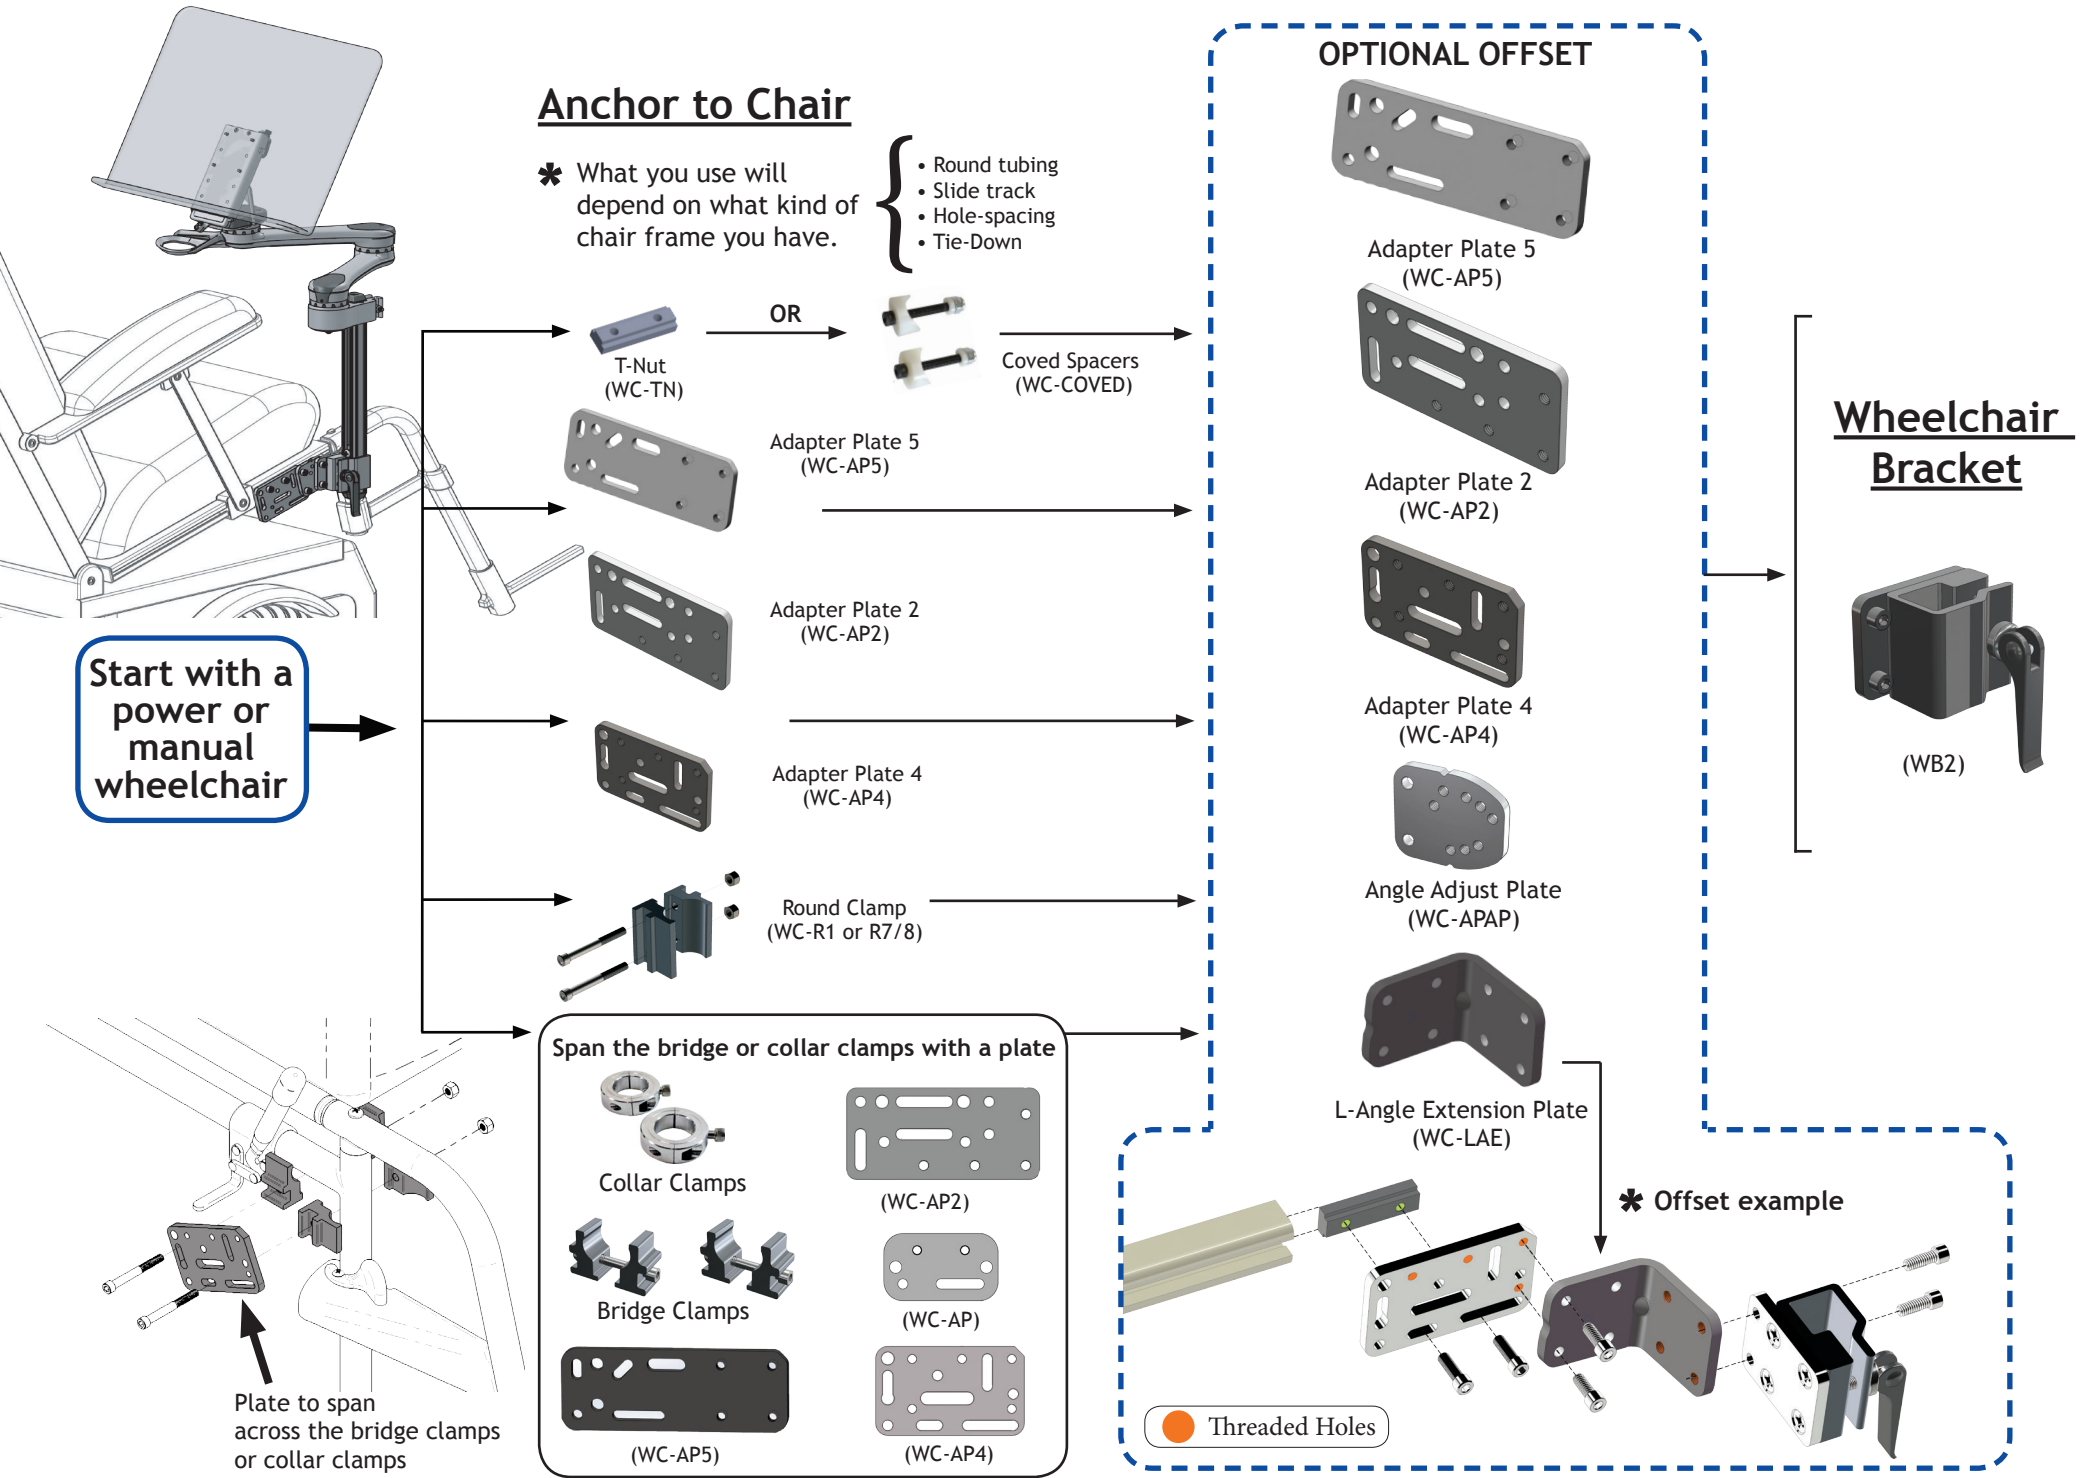 Anchor to Chair
* What you use will
depend on what kind of
chair frame you have.
• Round tubing
• Slide track
• Hole-spacing
• Tie-Down
T-Nut
(WC-TN)
OR
Coved Spacers
(WC-COVED)
Adapter Plate 5
(WC-AP5)
Adapter Plate 2
(WC-AP2)
Adapter Plate 4
(WC-AP4)
Round Clamp
(WC-R1 or R7/8)
Start with a
power or
manual
wheelchair
Span the bridge or collar clamps with a plate
Collar Clamps
(WC-AP2)
Bridge Clamps
(WC-AP)
(WC-AP5)
(WC-AP4)
Plate to span
across the bridge clamps
or collar clamps
OPTIONAL OFFSET
Adapter Plate 5
(WC-AP5)
Adapter Plate 2
(WC-AP2)
Adapter Plate 4
(WC-AP4)
Angle Adjust Plate
(WC-APAP)
L-Angle Extension Plate
(WC-LAE)
* Offset example
Threaded Holes
Wheelchair
Bracket
(WB2)